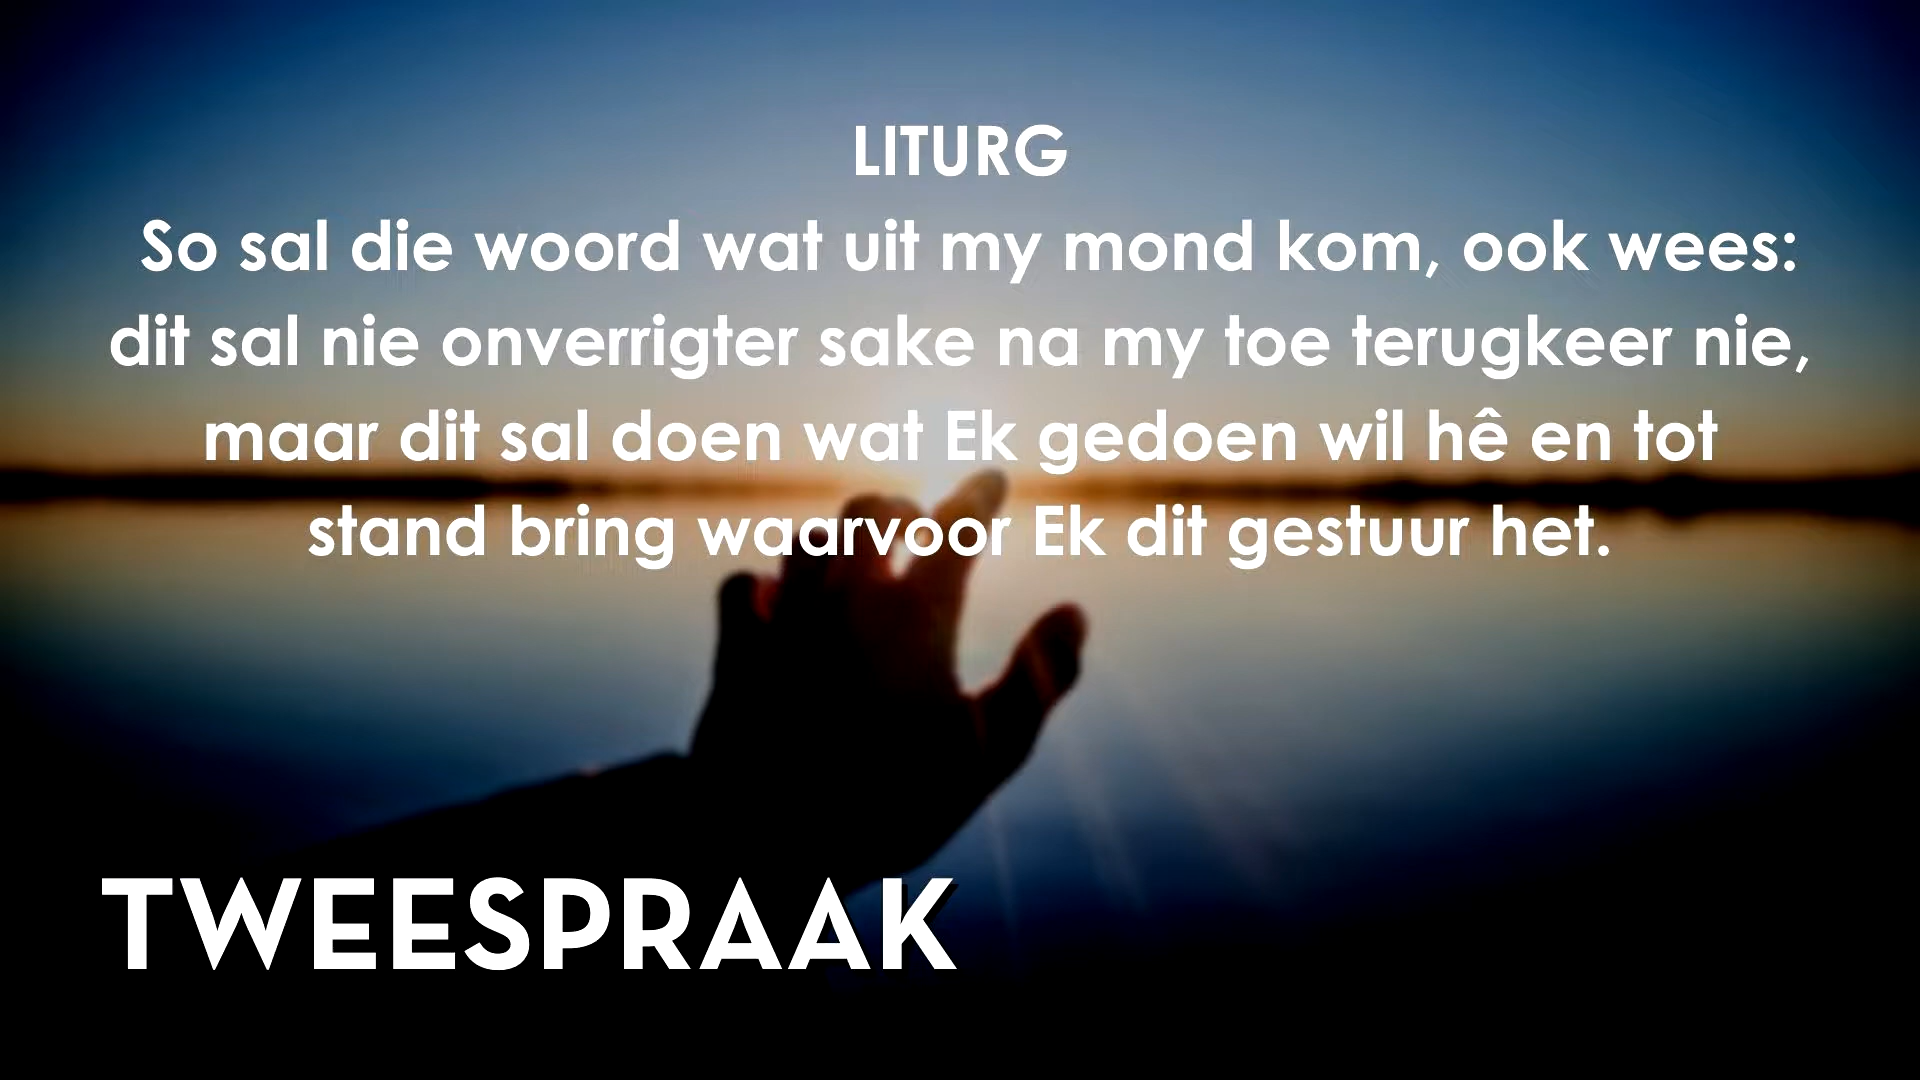 LITURG
So sal die woord wat uit my mond kom, ook wees:
dit sal nie onverrigter sake na my toe terugkeer nie,
maar dit sal doen wat Ek gedoen wil hê en tot
stand bring waarvoor Ek dit gestuur het.
TWEESPRAAK